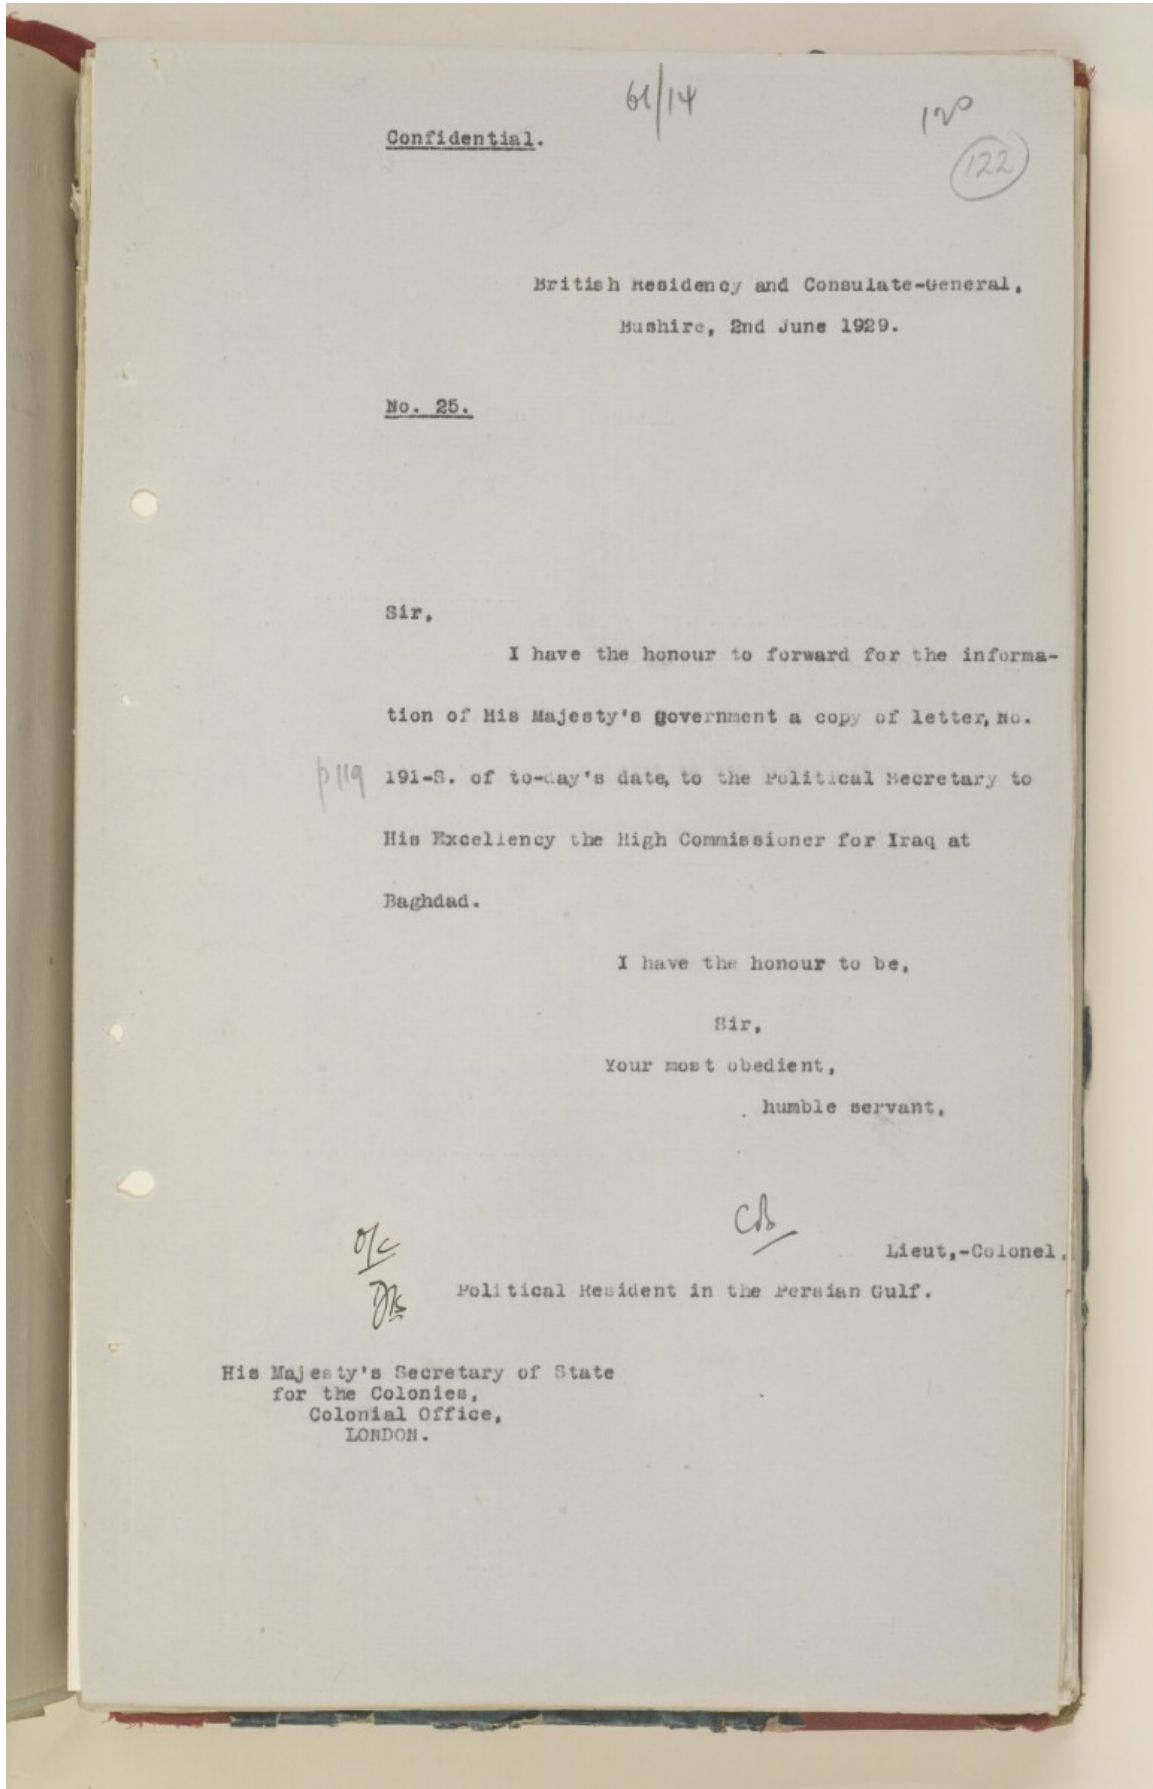 61/14
120
122
Confidential.
British Residency and Consulate-General,
Bushire, 2nd June 1929.
No. 25.
Sir,
I have the honour to forward for the informa-
tion of His Majesty's government a copy of letter, No.
p 119 191-S. of to-day's date, to the Political Secretary to
His Excellency the High Commissioner for Iraq at
Baghdad.
I have the honour to be,
Sir,
Your most obedient,
humble servant,
O/C
Lieut,-Colonel,
Political Resident in the Persian Gulf.
His Majesty's Secretary of State
for the Colonies,
Colonial Office,
LONDON.